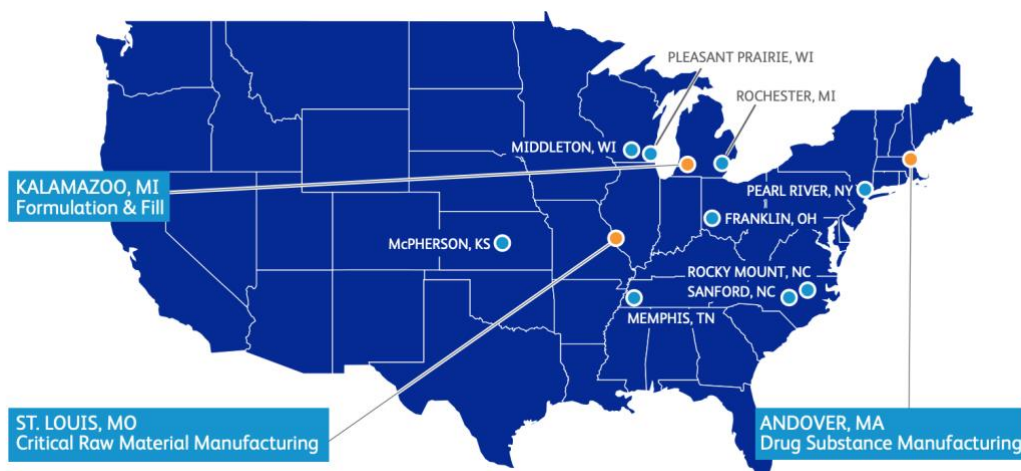 PLEASANT PRAIRIE, WI
ROCHESTER, MI
MIDDLETON, WI
KALAMAZOO, MI
Formulation & Fill
PEARL RIVER, NY
FRANKLIN, OH
McPHERSON, KS
ROCKY MOUNT, NC
SANFORD, NC
MEMPHIS, TN
ST. LOUIS, MO
Critical Raw Material Manufacturing
ANDOVER, MA
Drug Substance Manufacturing